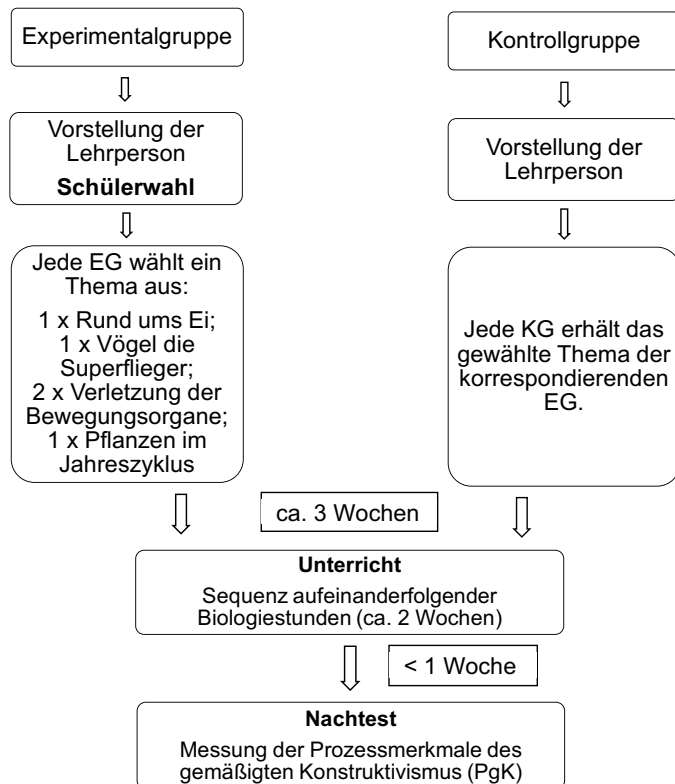 Experimentalgruppe
Vorstellung der
Lehrperson
Schülerwahl
Jede EG wählt ein
Thema aus:
1 x Rund ums Ei;
1 x Vögel die
Superflieger;
2 x Verletzung der
Bewegungsorgane;
1 x Pflanzen im
Jahreszyklus
Kontrollgruppe
Vorstellung der
Lehrperson
Jede KG erhält das
gewählte Thema der
korrespondierenden
EG.
ca. 3 Wochen
Unterricht
Sequenz aufeinanderfolgender
Biologiestunden (ca. 2 Wochen)
< 1 Woche
Nachtest
Messung der Prozessmerkmale des
gemäßigten Konstruktivismus (PgK)